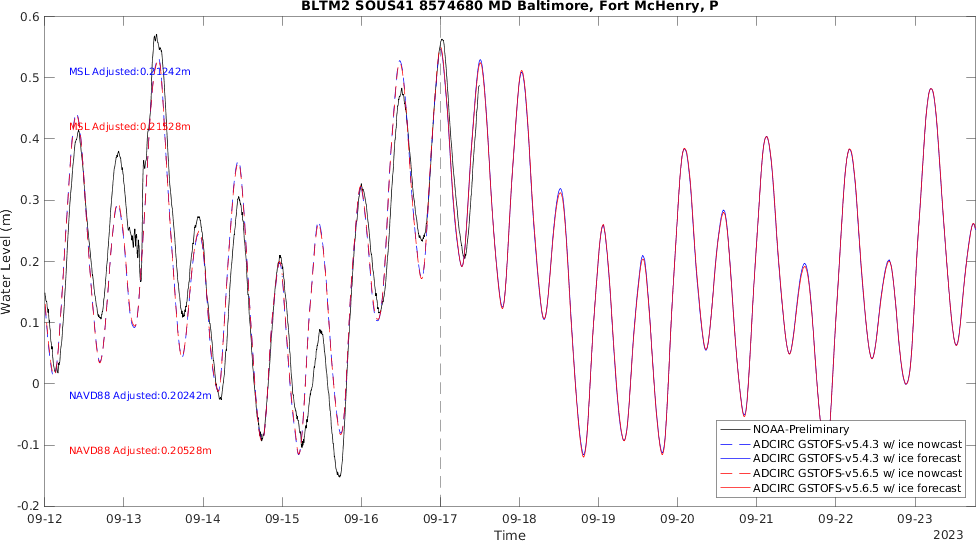 BLTM2 SOUS41 8574680 MD Baltimore, Fort McHenry, P
Water Level (m)
0.6
0.5
0.4
0.3
0.2
0.1
0
-0.1
-0.2
MSL Adjusted:0.21242m
MSL Adjusted:0.21528m
NAVD88 Adjusted:0.20242m
NAVD88 Adjusted:0.20528m
NOAA-Preliminary
ADCIRC GSTOFS-v5.4.3 w/ ice nowcast
ADCIRC GSTOFS-v5.4.3 w/ ice forecast
ADCIRC GSTOFS-v5.6.5 w/ ice nowcast
ADCIRC GSTOFS-v5.6.5 w/ ice forecast
09-12 09-13 09-14 09-15 09-16 09-17 09-18 09-19 09-20 09-21 09-22 09-23
Time
2023